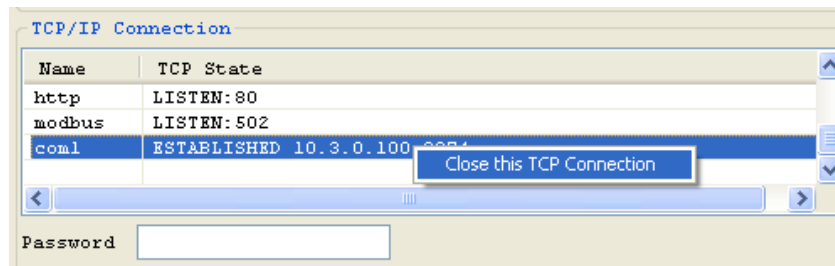 TCP/IP Connection
Name TCP State
http LISTEN:80
modbus LISTEN:502
com1 ESTABLISHED 10.3.0.100
Close this TCP Connection
Password